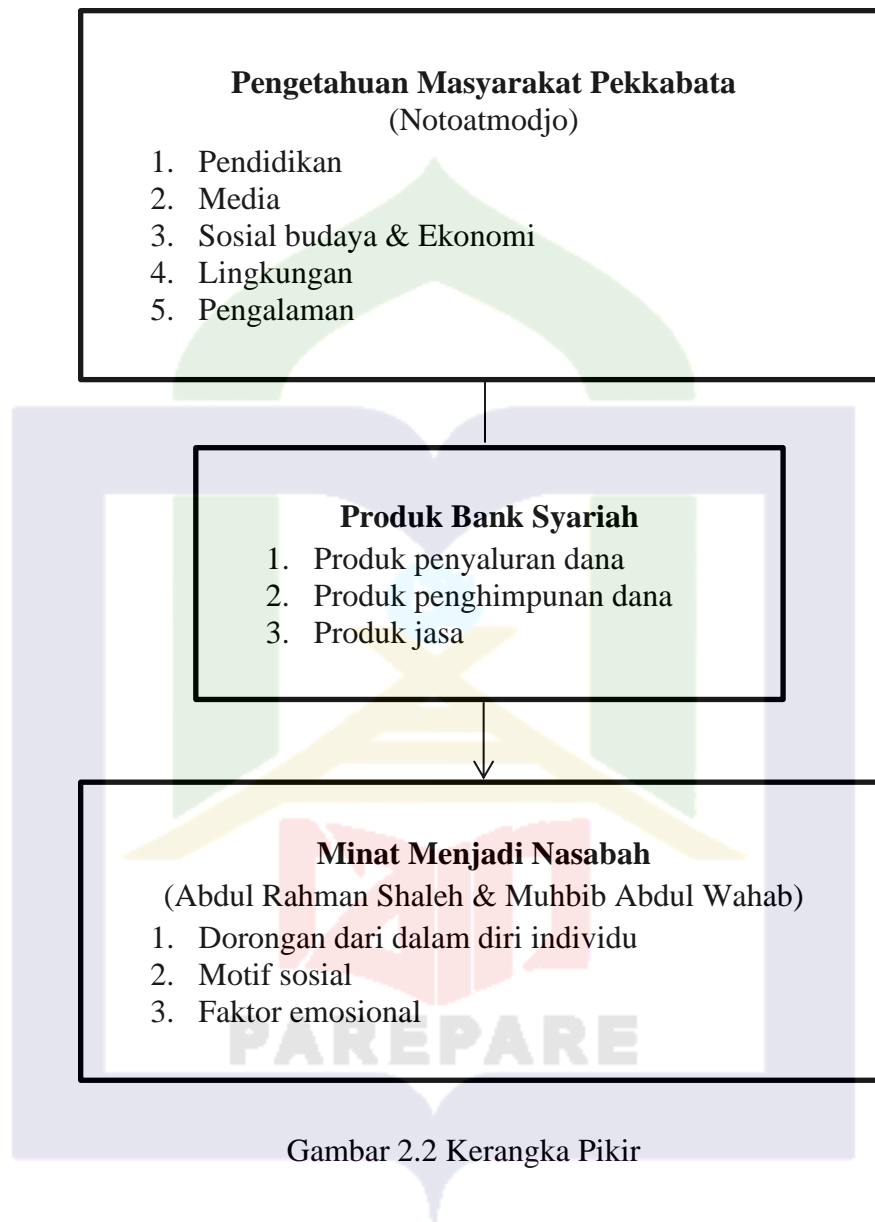 Pengetahuan Masyarakat Pekkabata
(Notoatmodjo)
1. Pendidikan
2. Media
3. Sosial budaya & Ekonomi
4. Lingkungan
5. Pengalaman
Produk Bank Syariah
1. Produk penyaluran dana
2. Produk penghimpunan dana
3. Produk jasa
Minat Menjadi Nasabah
(Abdul Rahman Shaleh & Muhbib Abdul Wahab)
1. Dorongan dari dalam diri individu
2. Motif sosial
3. Faktor emosional
PAREPARE
Gambar 2.2 Kerangka Pikir